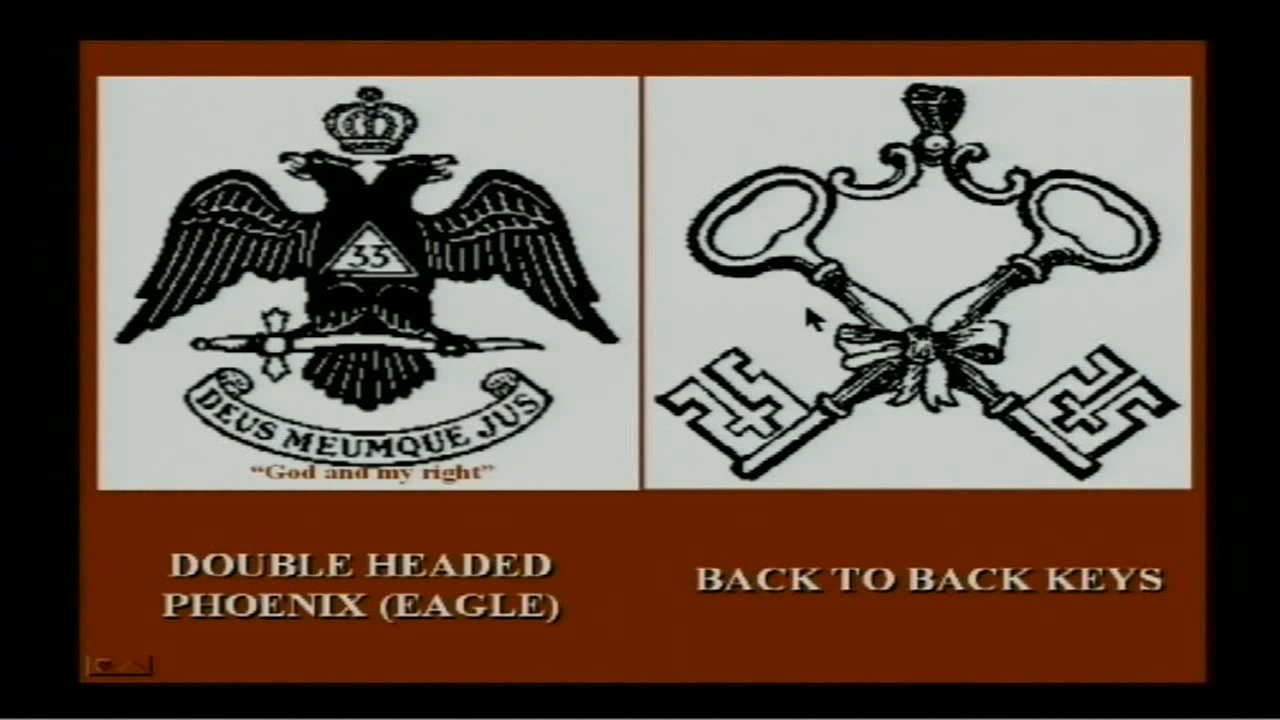 33
DEUS MEUMQUE JUS
“God and my right”
DOUBLE HEADED
PHOENIX (EAGLE)
BACK TO BACK KEYS